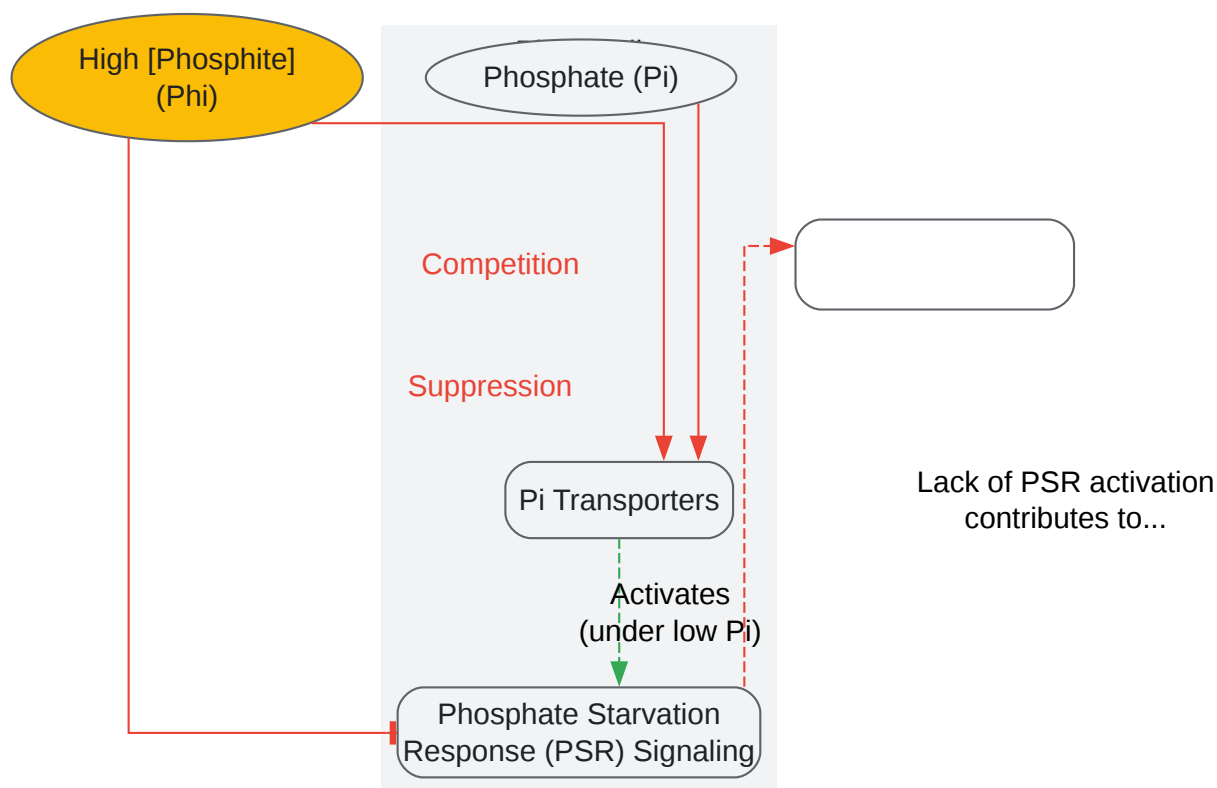 High [Phosphite]
(Phi)
Phosphate (Pi)
Competition
Suppression
Pi Transporters
Lack of PSR activation
contributes to...
Activates
(under low Pi)
Phosphate Starvation
Response (PSR) Signaling